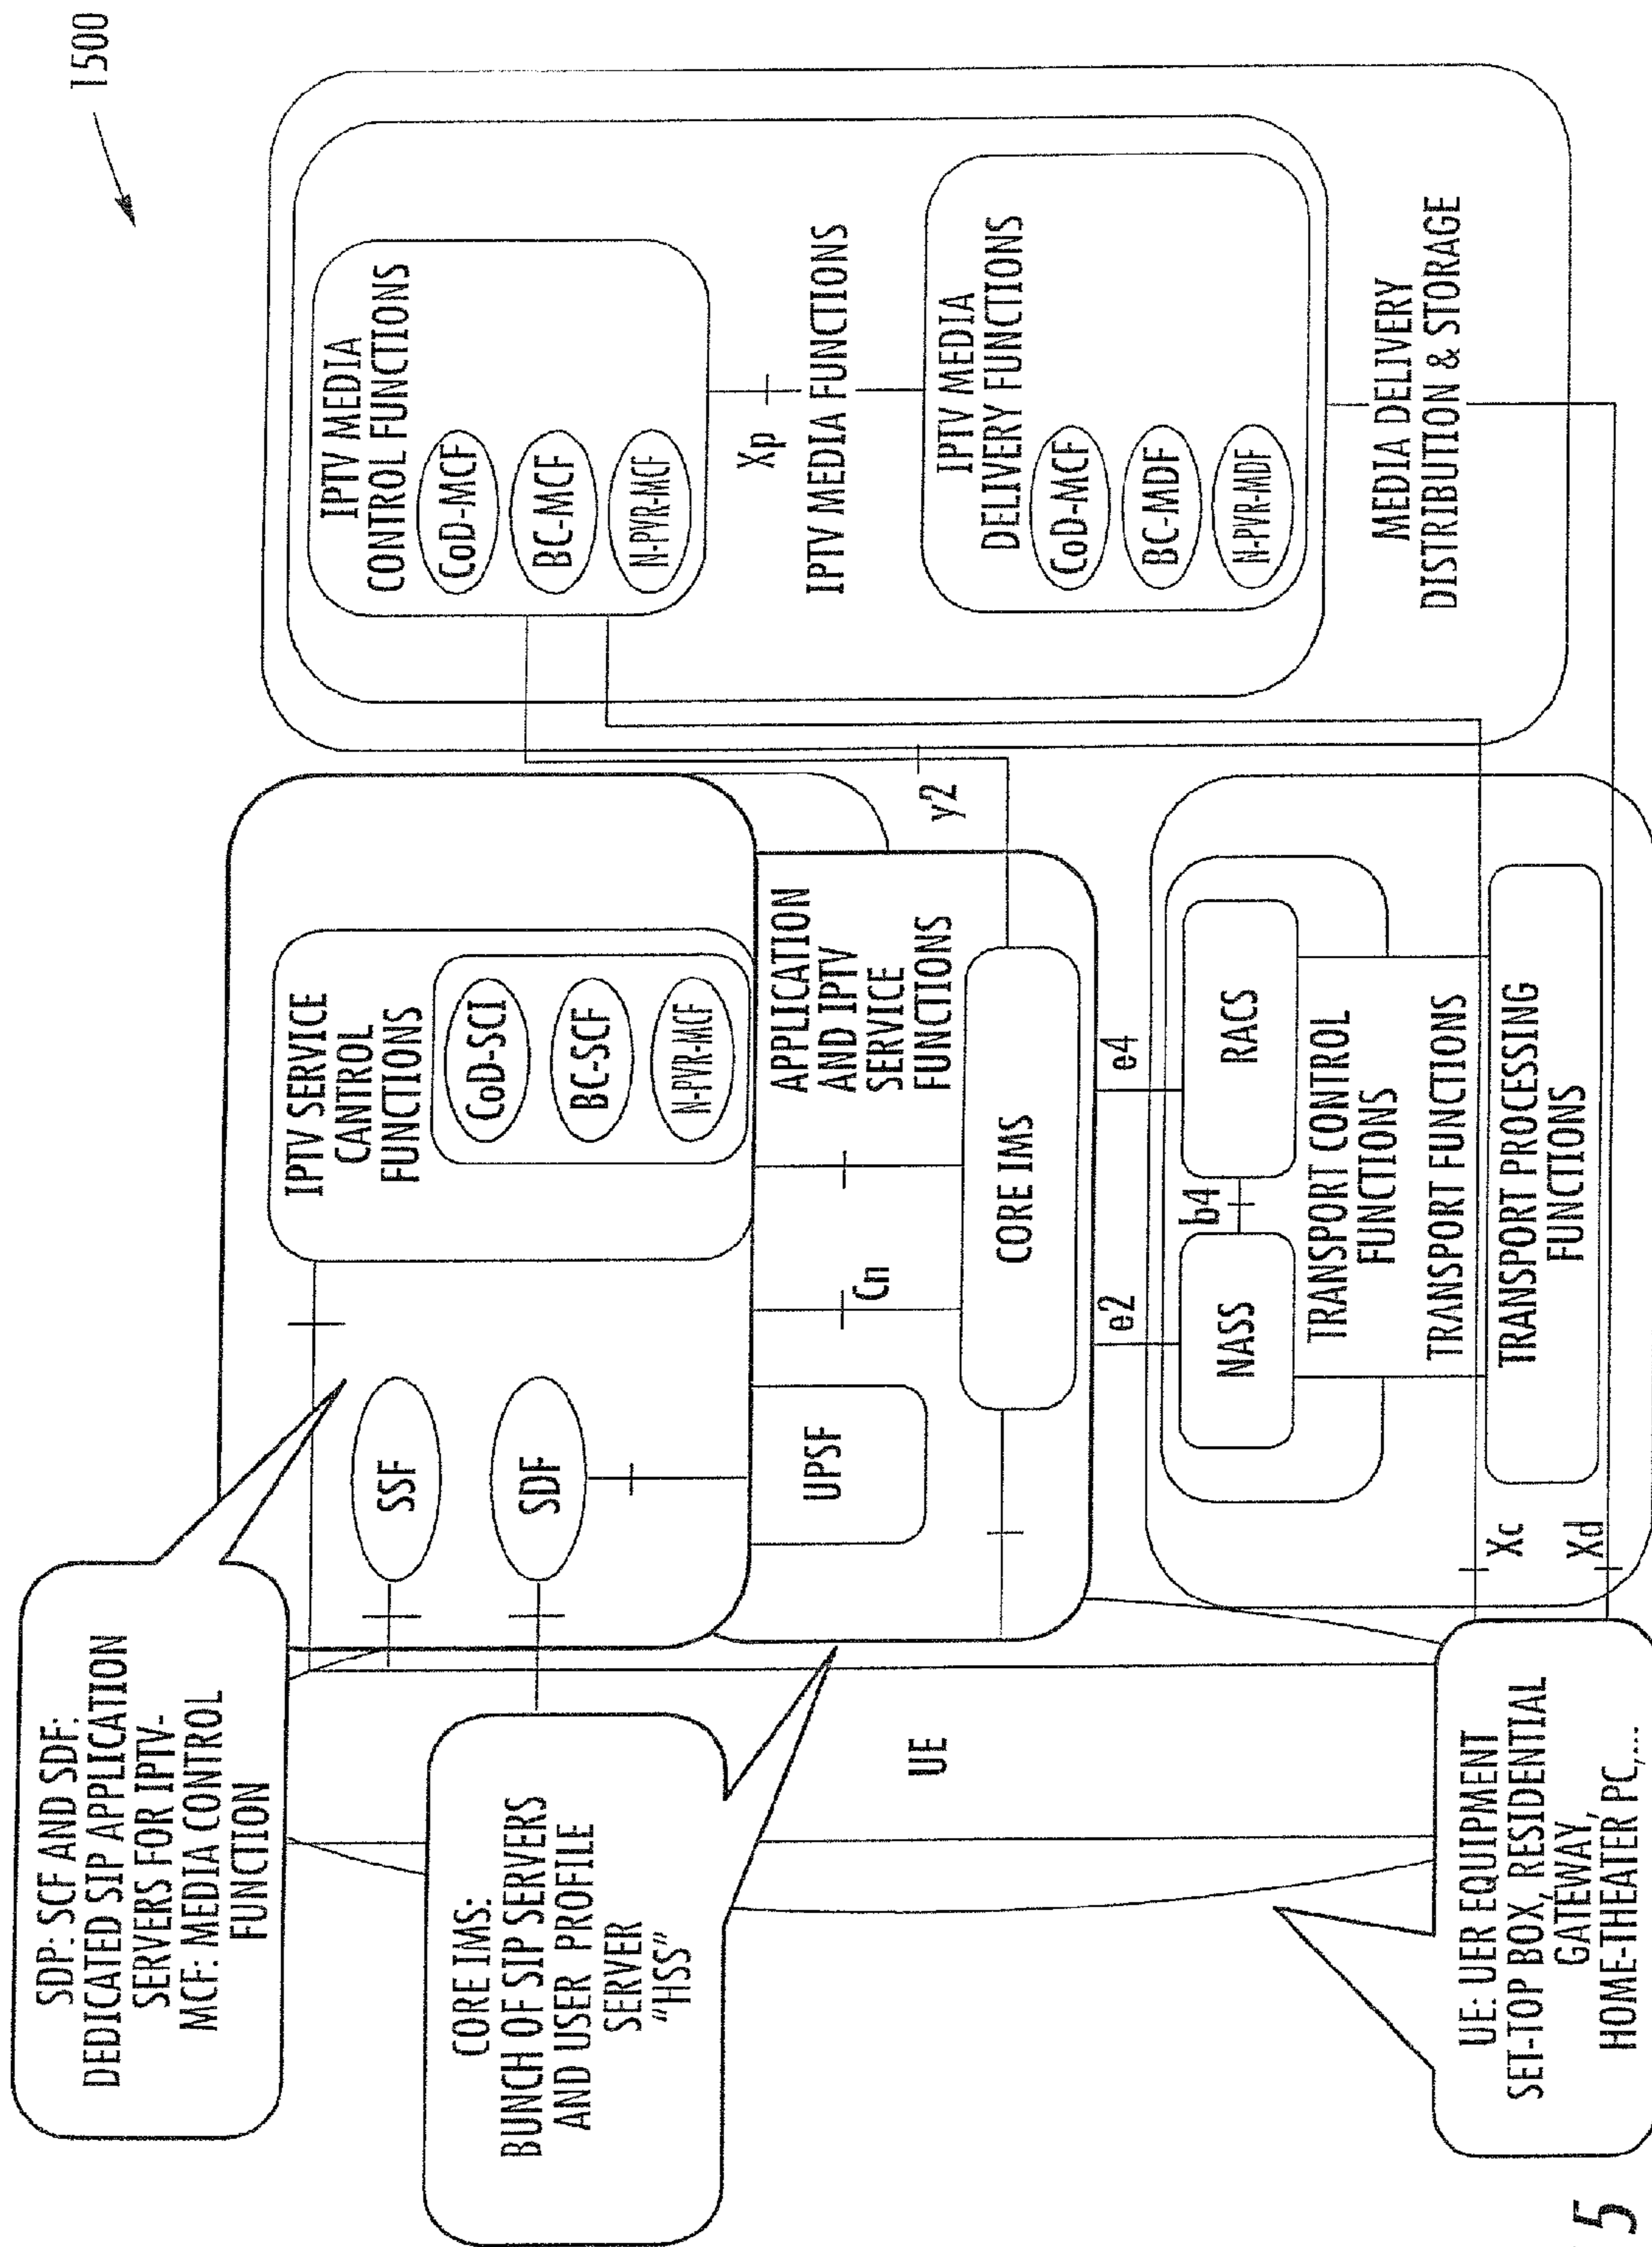 1500
SDP: SCF AND SDF:
DEDICATED SIP APPLICATION
SERVERS FOR IPTV-
MCF: MEDIA CONTROL
FUNCTION
CORE IMS:
BUNCH OF SIP SERVERS
AND USER PROFILE
SERVER
"HSS"
UE: UER EQUIPMENT
SET-TOP BOX, RESIDENTIAL
GATEWAY,
HOME-THEATER PC,...
UE
SSF
SDF
IPTV SERVICE
CANTROL
FUNCTIONS
CoD-SCI
BC-SCF
N-PVR-MCF
UPSF
Cn
APPLICATION
AND IPTV
SERVICE
FUNCTIONS
CORE IMS
y2
e2
e4
NASS
b4
RACS
TRANSPORT CONTROL
FUNCTIONS
TRANSPORT FUNCTIONS
TRANSPORT PROCESSING
FUNCTIONS
Xc
Xd
IPTV MEDIA
CONTROL FUNCTIONS
CoD-MCF
BC-MCF
N-PVR-MCF
Xp
IPTV MEDIA FUNCTIONS
IPTV MEDIA
DELIVERY FUNCTIONS
CoD-MCF
BC-MDF
N-PVR-MDF
MEDIA DELIVERY
DISTRIBUTION & STORAGE
5